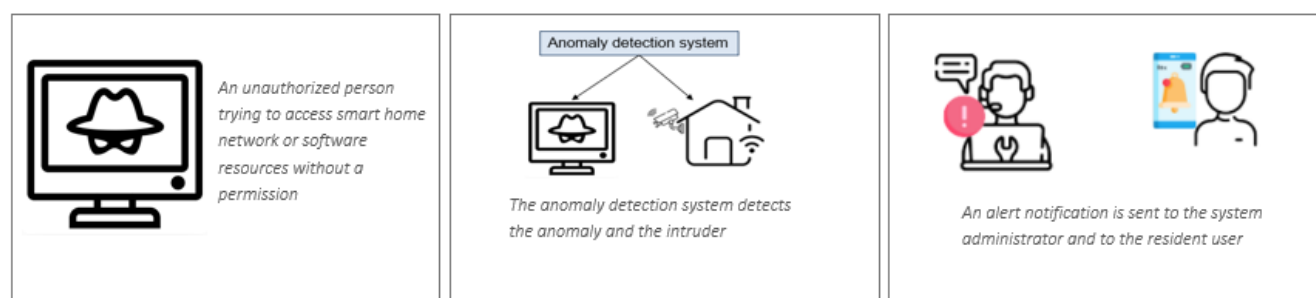 An unauthorized person
trying to access smart home
network or software
resources without a
permission
Anomaly detection system
The anomaly detection system detects
the anomaly and the intruder
An alert notification is sent to the system
administrator and to the resident user